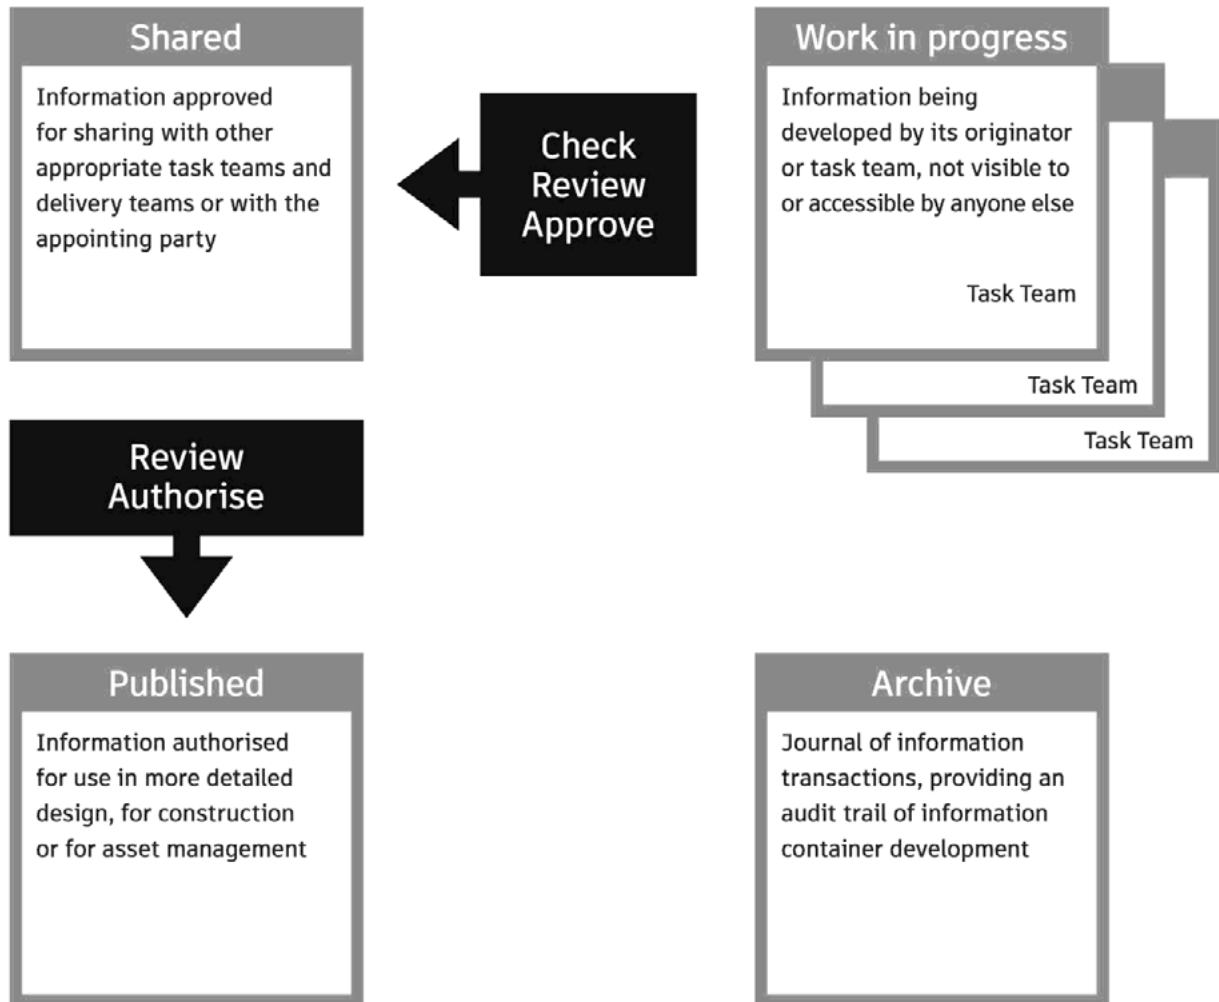 Shared
Information approved
for sharing with other
appropriate task teams and
delivery teams or with the
appointing party
Check
Review
Approve
Work in progress
Information being
developed by its originator
or task team, not visible to
or accessible by anyone else
Task Team
Task Team
Task Team
Review
Authorise
Published
Information authorised
for use in more detailed
design, for construction
or for asset management
Archive
Journal of information
transactions, providing an
audit trail of information
container development